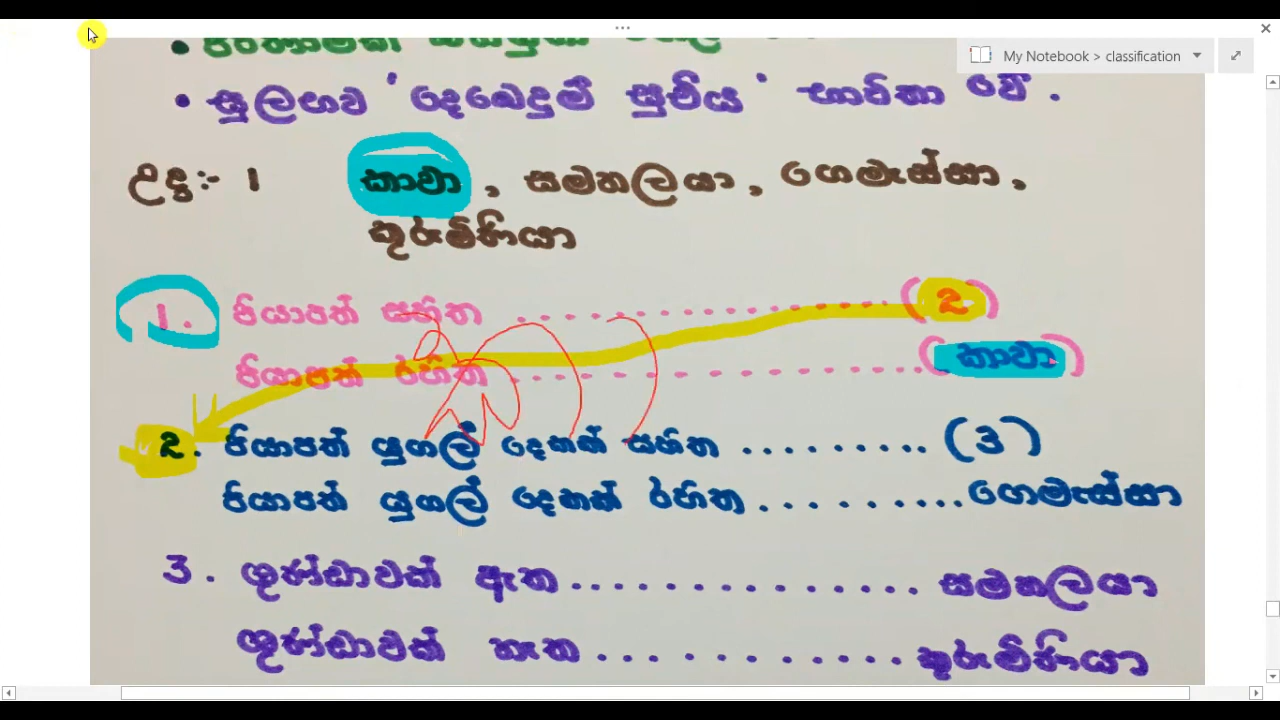 My Notebook > classification
• සුලභව 'දෙබෙදුම් සුචිය' භාවිතා වේ.
උදා:- 1 කාවා, සමනලයා, ගෙමැස්සා,
කුරුමිණියා
1. පියාපත් සහිත ........................ (2)
පියාපත් රහිත ........................ (කාවා)
2. පියාපත් යුගල් දෙකක් සහිත ......... (3)
පියාපත් යුගල් දෙකක් රහිත ........... ගෙමැස්සා
3. ශුණ්ඩාවක් ඇත ................ සමනලයා
ශුණ්ඩාවක් නැත ............... කුරුමිණියා